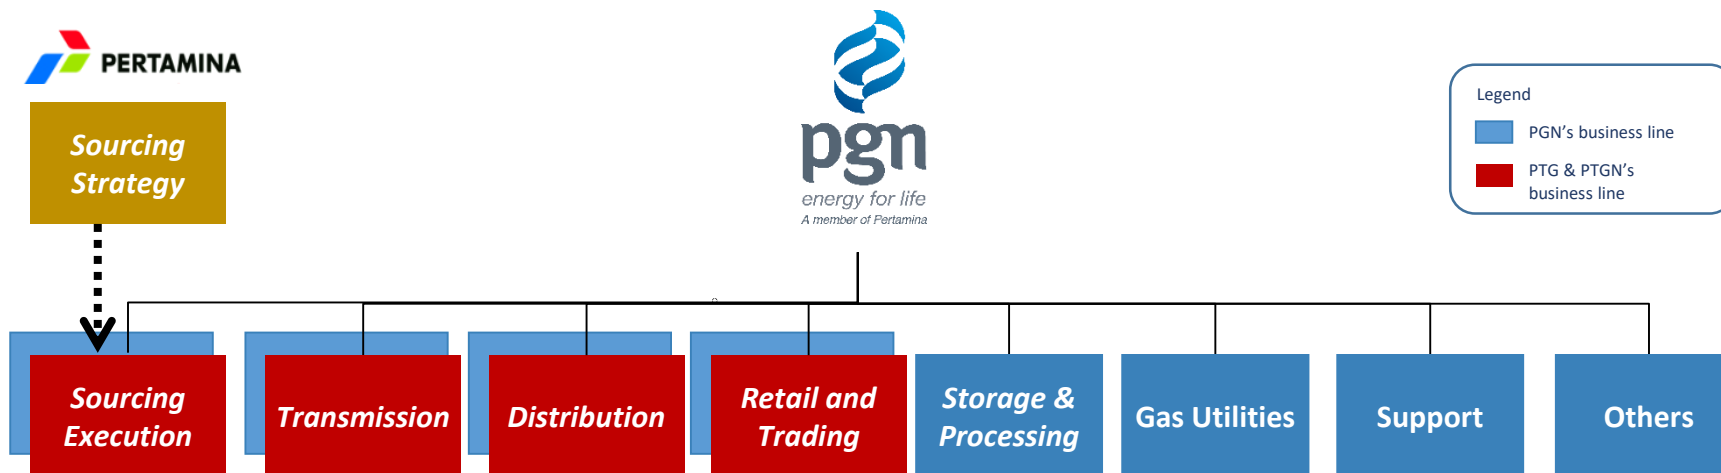 PERTAMINA
Sourcing
Strategy
pgn
energy for life
A member of Pertamina
Legend
PGN's business line
PTG & PTGN's
business line
Sourcing
Execution
Transmission
Distribution
Retail and
Trading
Storage &
Processing
Gas Utilities
Support
Others